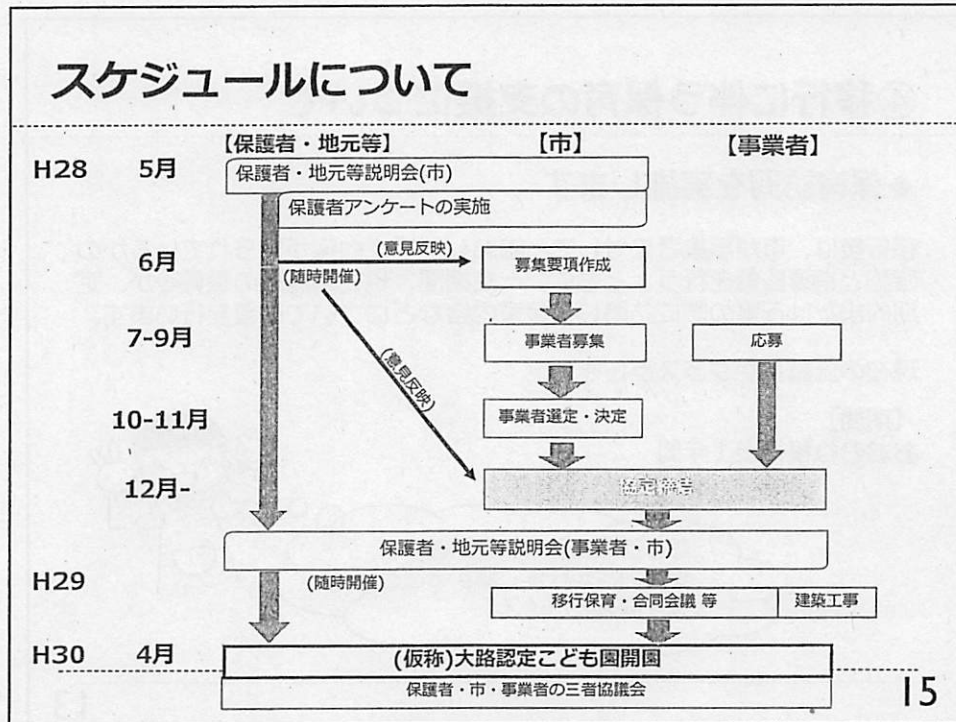 スケジュールについて
【保護者・地元等】 【市】 【事業者】
H28 5月
保護者・地元等説明会(市)
保護者アンケートの実施
6月
(意見反映)
(随時開催)
募集要項作成
7-9月
事業者募集
応募
(意見反映)
10-11月
事業者選定・決定
12月-
協定締結
保護者・地元等説明会(事業者・市)
H29
(随時開催)
移行保育・合同会議 等
建築工事
H30 4月
(仮称)大路認定こども園開園
保護者・市・事業者の三者協議会
15